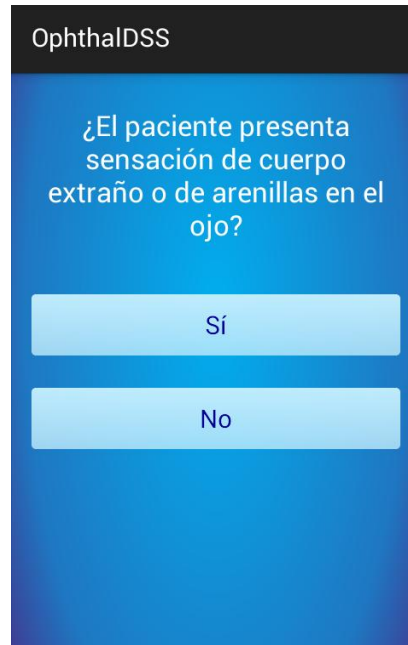 OphthalDSS
¿El paciente presenta
sensación de cuerpo
extraño o de arenillas en el
ojo?
Sí
No